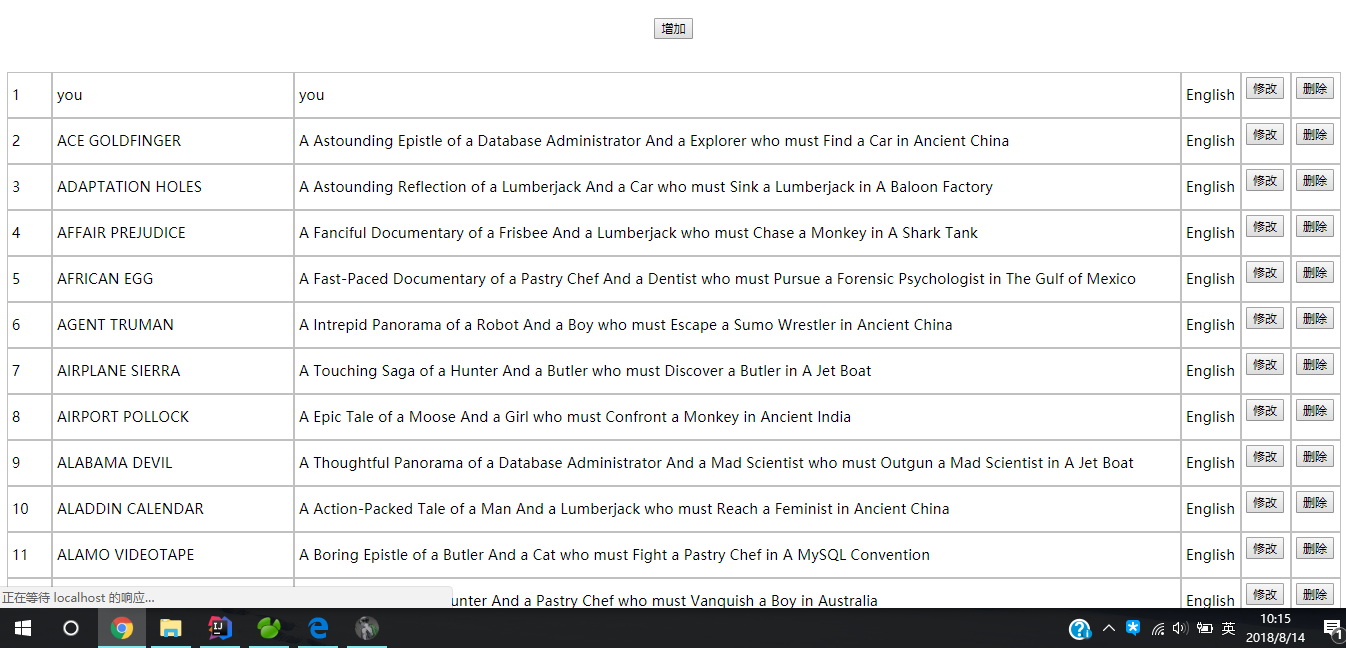 增加
1 you you English 修改 删除
2 ACE GOLDFINGER A Astounding Epistle of a Database Administrator And a Explorer who must Find a Car in Ancient China English 修改 删除
3 ADAPTATION HOLES A Astounding Reflection of a Lumberjack And a Car who must Sink a Lumberjack in A Baloon Factory English 修改 删除
4 AFFAIR PREJUDICE A Fanciful Documentary of a Frisbee And a Lumberjack who must Chase a Monkey in A Shark Tank English 修改 删除
5 AFRICAN EGG A Fast-Paced Documentary of a Pastry Chef And a Dentist who must Pursue a Forensic Psychologist in The Gulf of Mexico English 修改 删除
6 AGENT TRUMAN A Intrepid Panorama of a Robot And a Boy who must Escape a Sumo Wrestler in Ancient China English 修改 删除
7 AIRPLANE SIERRA A Touching Saga of a Hunter And a Butler who must Discover a Butler in A Jet Boat English 修改 删除
8 AIRPORT POLLOCK A Epic Tale of a Moose And a Girl who must Confront a Monkey in Ancient India English 修改 删除
9 ALABAMA DEVIL A Thoughtful Panorama of a Database Administrator And a Mad Scientist who must Outgun a Mad Scientist in A Jet Boat English 修改 删除
10 ALADDIN CALENDAR A Action-Packed Tale of a Man And a Lumberjack who must Reach a Feminist in Ancient China English 修改 删除
11 ALAMO VIDEOTAPE A Boring Epistle of a Butler And a Cat who must Fight a Pastry Chef in A MySQL Convention English 修改 删除
unter And a Pastry Chef who must Vanquish a Boy in Australia English 修改 删除
正在等待 localhost 的响应...
英 10:15
2018/8/14
1